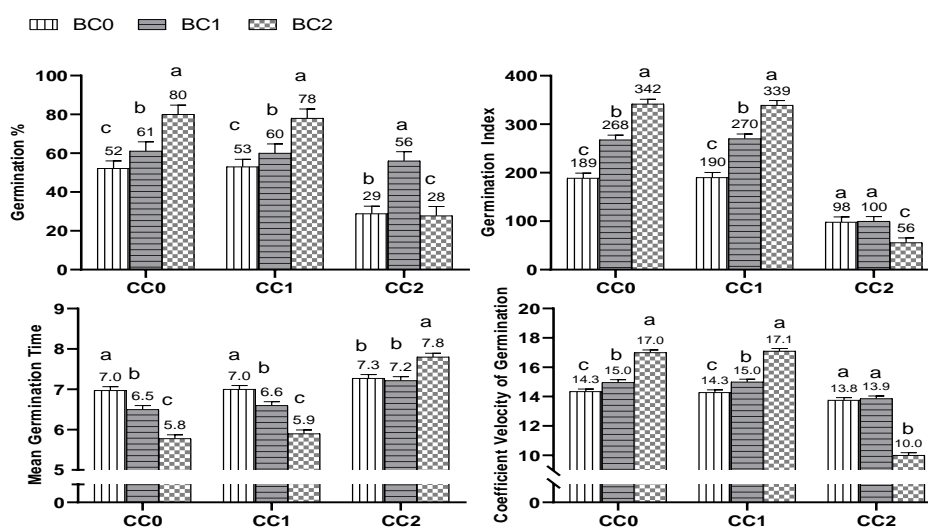 BC0 BC1 BC2
Germination %
100
80
60
40
20
0
c
52
b
61
a
80
c
53
b
60
a
78
b
29
a
56
c
28
CC0 CC1 CC2
Germination Index
400
300
200
100
0
c
189
b
268
a
342
c
190
b
270
a
339
a
98
a
100
c
56
CC0 CC1 CC2
Mean Germination Time
9
8
7
6
5
0
a
7.0
b
6.5
c
5.8
a
7.0
b
6.6
c
5.9
b
7.3
b
7.2
a
7.8
CC0 CC1 CC2
Coefficient Velocity of Germination
20
18
16
14
12
10
0
c
14.3
b
15.0
a
17.0
c
14.3
b
15.0
a
17.1
a
13.8
a
13.9
b
10.0
CC0 CC1 CC2